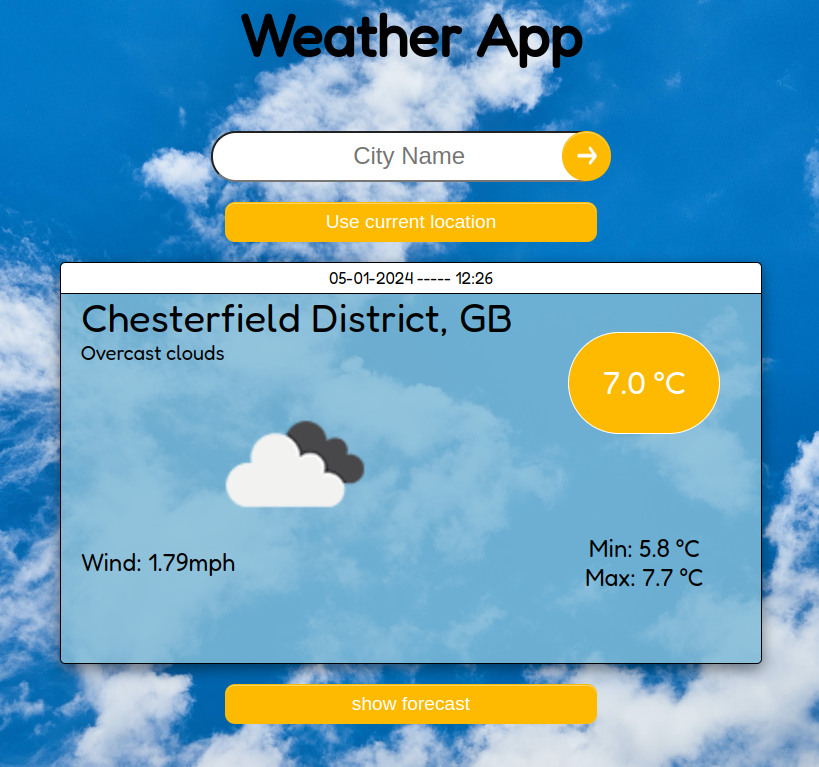 Weather App
City Name
Use current location
05-01-2024 ----- 12:26
Chesterfield District, GB
Overcast clouds
7.0 °C
Wind: 1.79mph
Min: 5.8 °C
Max: 7.7 °C
show forecast